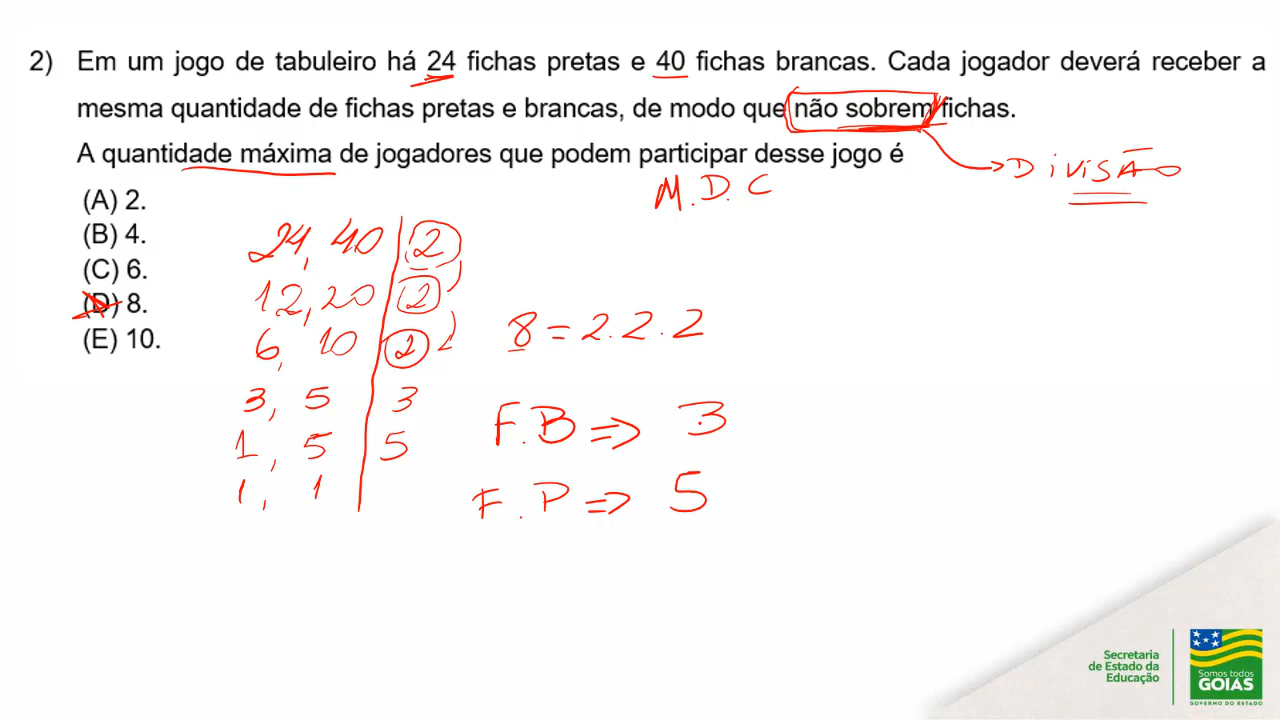 2) Em um jogo de tabuleiro há 24 fichas pretas e 40 fichas brancas. Cada jogador deverá receber a
mesma quantidade de fichas pretas e brancas, de modo que não sobrem fichas.
A quantidade máxima de jogadores que podem participar desse jogo é
DIVISÃO
M.D.C
(A) 2.
(B) 4.
(C) 6.
(D) 8.
(E) 10.
24, 40 | 2
12, 20 | 2
6, 10 | 2
3, 5 | 3
1, 5 | 5
1, 1 |
8 = 2.2.2
F.B => 3
F.P => 5
Secretaria
de Estado da
Educação
Somos todos
GOIÁS
GOVERNO DO ESTADO